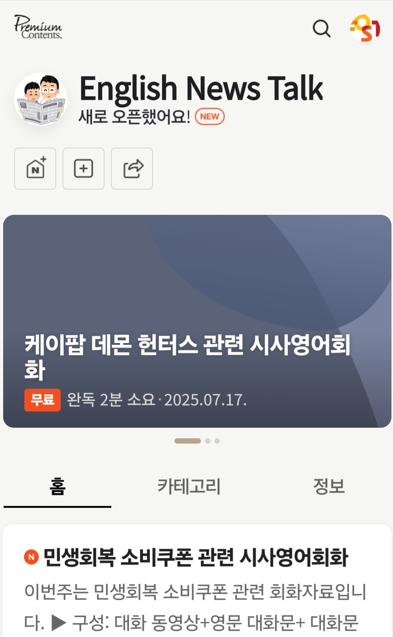 Premium
Contents.
English News Talk
새로 오픈했어요! NEW
N
케이팝 데몬 헌터스 관련 시사영어회
화
무료 완독 2분 소요·2025.07.17.
홈 카테고리 정보
N 민생회복 소비쿠폰 관련 시사영어회화
이번주는 민생회복 소비쿠폰 관련 회화자료입니
다. ▶ 구성: 대화 동영상+영문 대화문+ 대화문